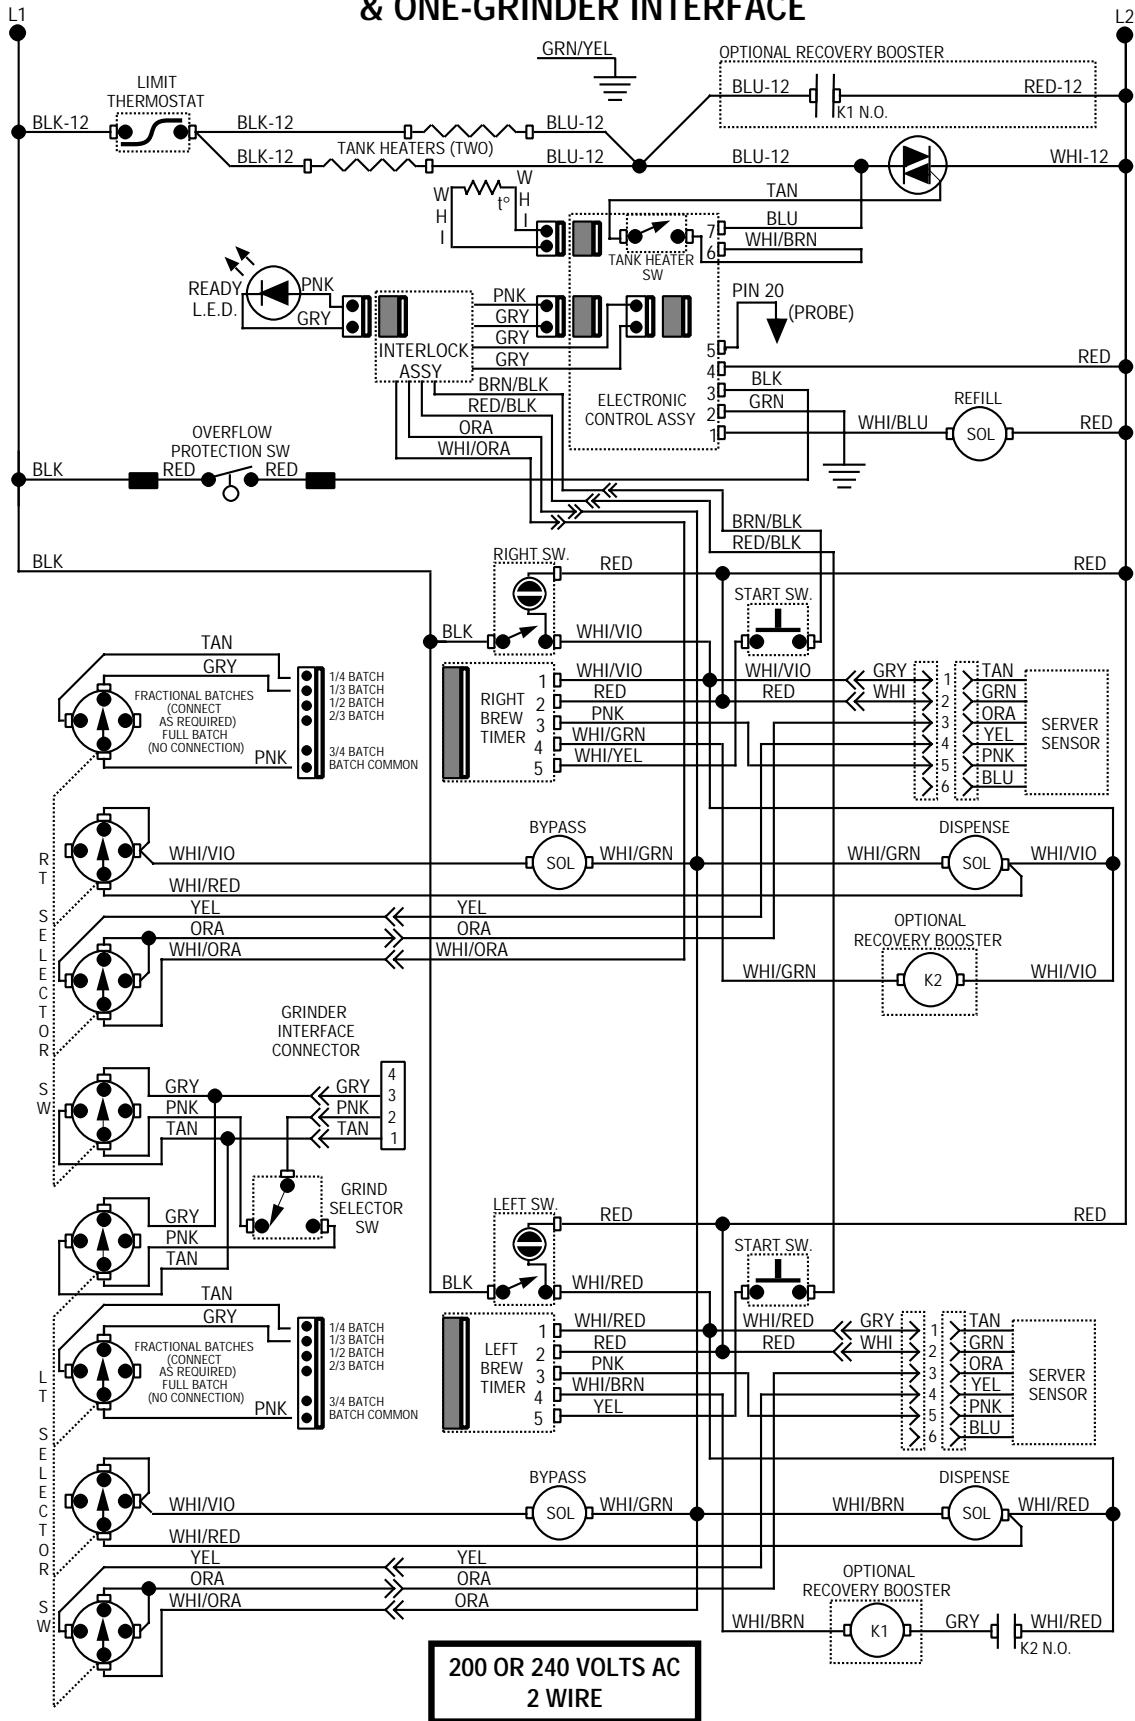 & ONE-GRINDER INTERFACE
L1
L2
GRN/YEL
OPTIONAL RECOVERY BOOSTER
BLU-12
RED-12
K1 N.O.
LIMIT
THERMOSTAT
BLK-12
BLK-12
BLU-12
TANK HEATERS (TWO)
BLK-12
BLU-12
BLU-12
WHI-12
WHI
t°
WHI
TAN
7
BLU
6
WHI/BRN
TANK HEATER
SW
READY
L.E.D.
PNK
GRY
INTERLOCK
ASSY
PNK
GRY
GRY
GRY
PIN 20
(PROBE)
5
4
RED
3
BLK
2
GRN
1
WHI/BLU
ELECTRONIC
CONTROL ASSY
REFILL
SOL
RED
BRN/BLK
RED/BLK
ORA
WHI/ORA
OVERFLOW
PROTECTION SW
BLK
RED
RED
BRN/BLK
RED/BLK
BLK
RIGHT SW.
RED
RED
START SW.
BLK
WHI/VIO
TAN
GRY
1/4 BATCH
1/3 BATCH
1/2 BATCH
2/3 BATCH
3/4 BATCH
BATCH COMMON
FRACTIONAL BATCHES
(CONNECT
AS REQUIRED)
FULL BATCH
(NO CONNECTION)
PNK
RIGHT
BREW
TIMER
1 WHI/VIO WHI/VIO GRY 1 TAN
2 RED RED WHI 2 GRN
3 PNK 3 ORA
4 WHI/GRN 4 YEL
5 WHI/YEL 5 PNK
6 BLU
SERVER
SENSOR
RT SELECTOR SW
BYPASS
DISPENSE
WHI/VIO
SOL
WHI/GRN
WHI/GRN
SOL
WHI/VIO
WHI/RED
YEL
YEL
ORA
ORA
WHI/ORA
WHI/ORA
OPTIONAL
RECOVERY BOOSTER
WHI/GRN
K2
WHI/VIO
GRINDER
INTERFACE
CONNECTOR
4
GRY
GRY
3
PNK
PNK
2
TAN
TAN
1
GRIND
SELECTOR
SW
GRY
PNK
TAN
LEFT SW.
RED
RED
START SW.
BLK
WHI/RED
TAN
GRY
1/4 BATCH
1/3 BATCH
1/2 BATCH
2/3 BATCH
3/4 BATCH
BATCH COMMON
FRACTIONAL BATCHES
(CONNECT
AS REQUIRED)
FULL BATCH
(NO CONNECTION)
PNK
LEFT
BREW
TIMER
1 WHI/RED WHI/RED GRY 1 TAN
2 RED RED WHI 2 GRN
3 PNK 3 ORA
4 WHI/BRN 4 YEL
5 YEL 5 PNK
6 BLU
SERVER
SENSOR
LT SELECTOR SW
BYPASS
DISPENSE
WHI/VIO
SOL
WHI/GRN
WHI/BRN
SOL
WHI/RED
WHI/RED
YEL
YEL
ORA
ORA
WHI/ORA
ORA
OPTIONAL
RECOVERY BOOSTER
WHI/BRN
K1
GRY
WHI/RED
K2 N.O.
200 OR 240 VOLTS AC
2 WIRE